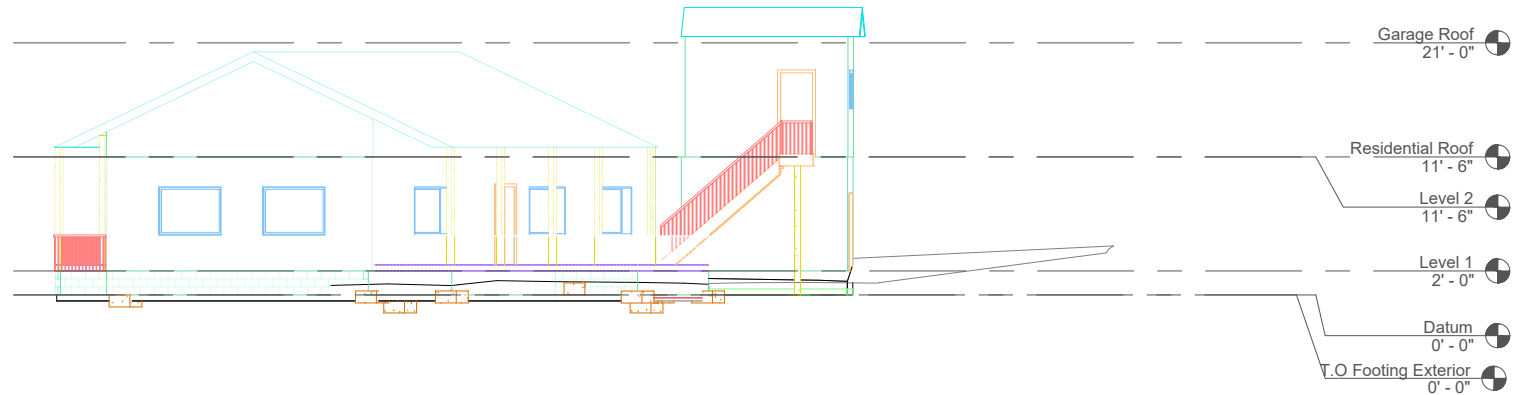 Garage Roof
21' - 0"
Residential Roof
11' - 6"
Level 2
11' - 6"
Level 1
2' - 0"
Datum
0' - 0"
T.O Footing Exterior
0' - 0"